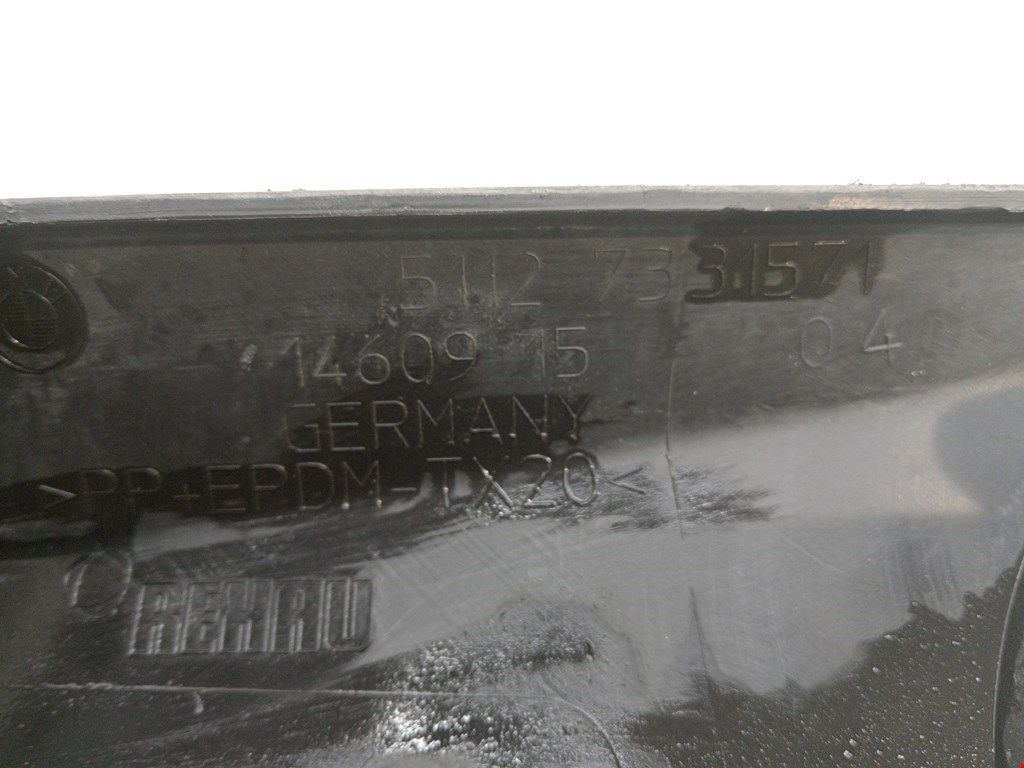 5112 7331571
14609 15 04
GERMANY
>PP+EPDM-TX20<
REHAU